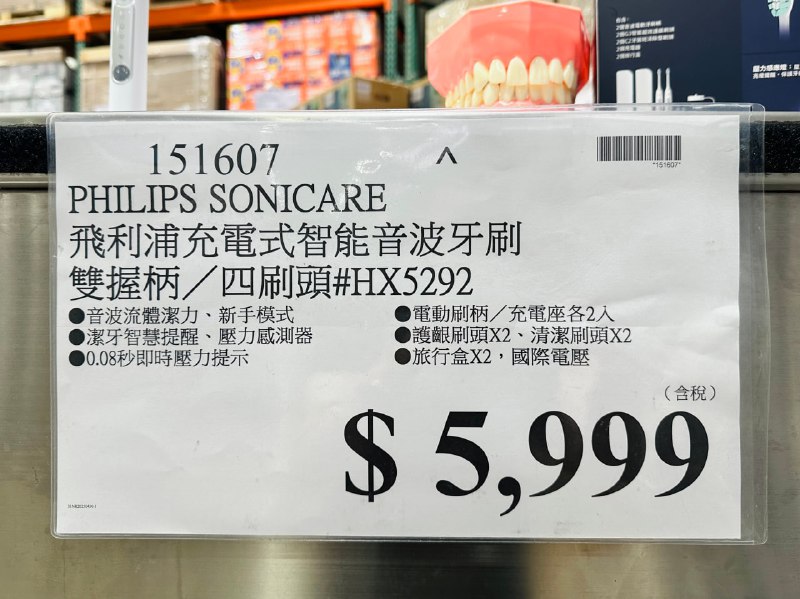 151607
^
*151607*
PHILIPS SONICARE
飛利浦充電式智能音波牙刷
雙握柄／四刷頭#HX5292
●音波流體潔力、新手模式
●潔牙智慧提醒、壓力感測器
●0.08秒即時壓力提示
●電動刷柄／充電座各2入
●護齦刷頭X2、清潔刷頭X2
●旅行盒X2，國際電壓
（含稅）
$ 5,999